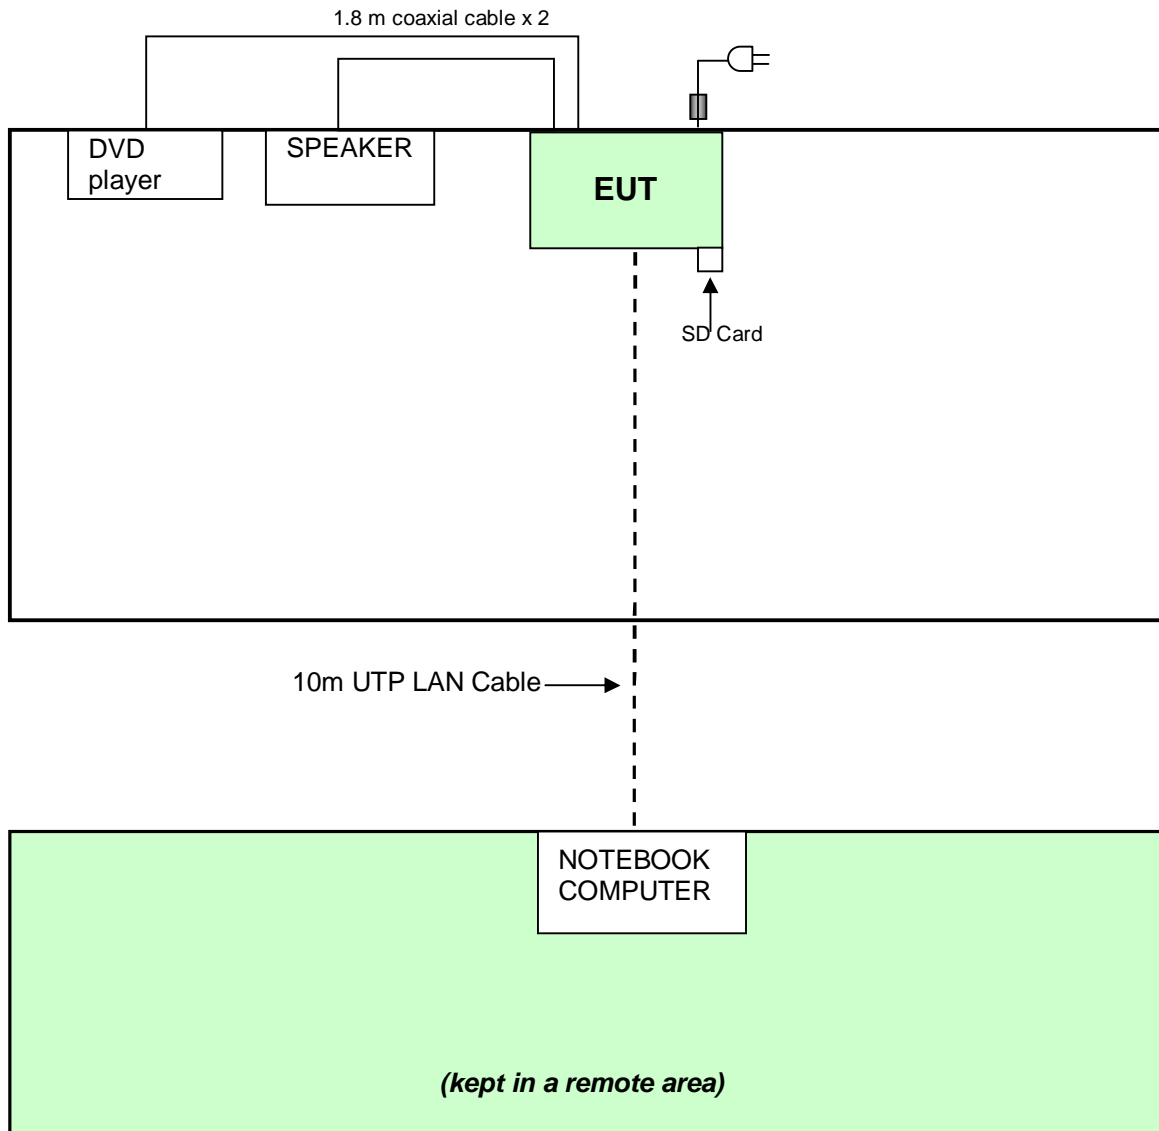 1.8 m coaxial cable x 2
DVD
player
SPEAKER
EUT
SD Card
10m UTP LAN Cable
NOTEBOOK
COMPUTER
(kept in a remote area)